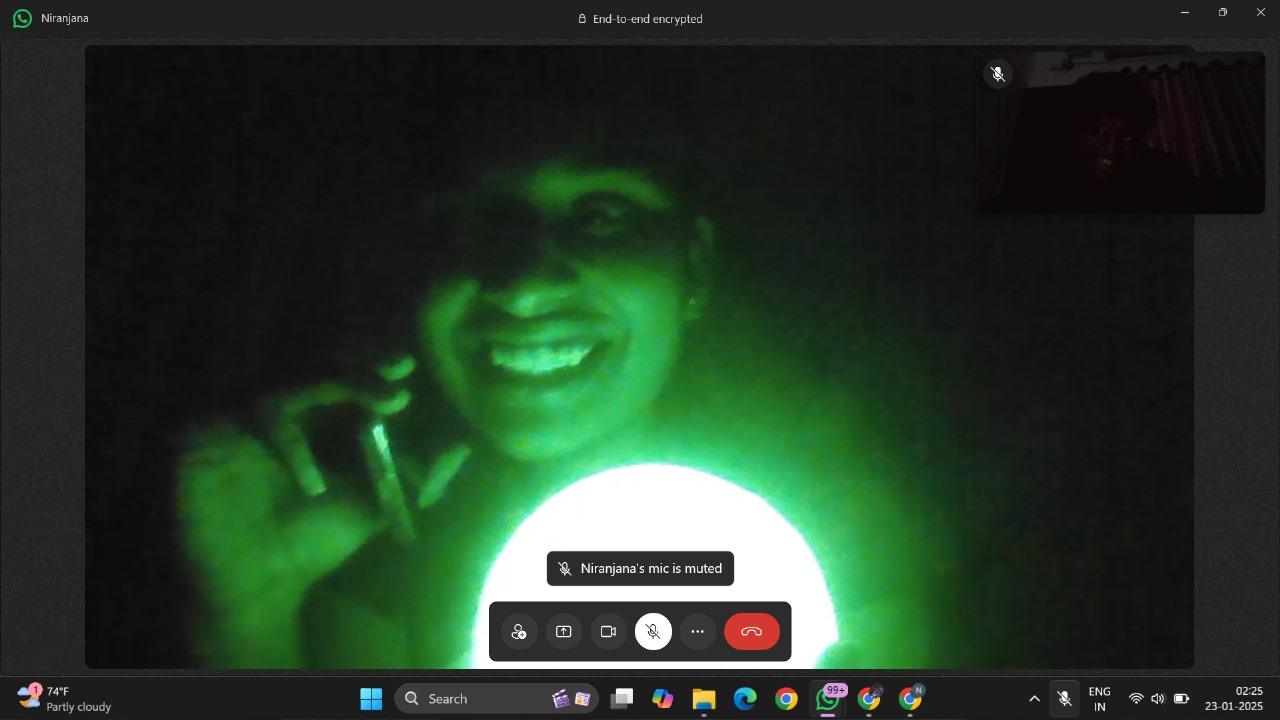 Niranjana
End-to-end encrypted
Niranjana's mic is muted
1
74°F
Partly cloudy
Search
99+
N
ENG
IN
02:25
23-01-2025